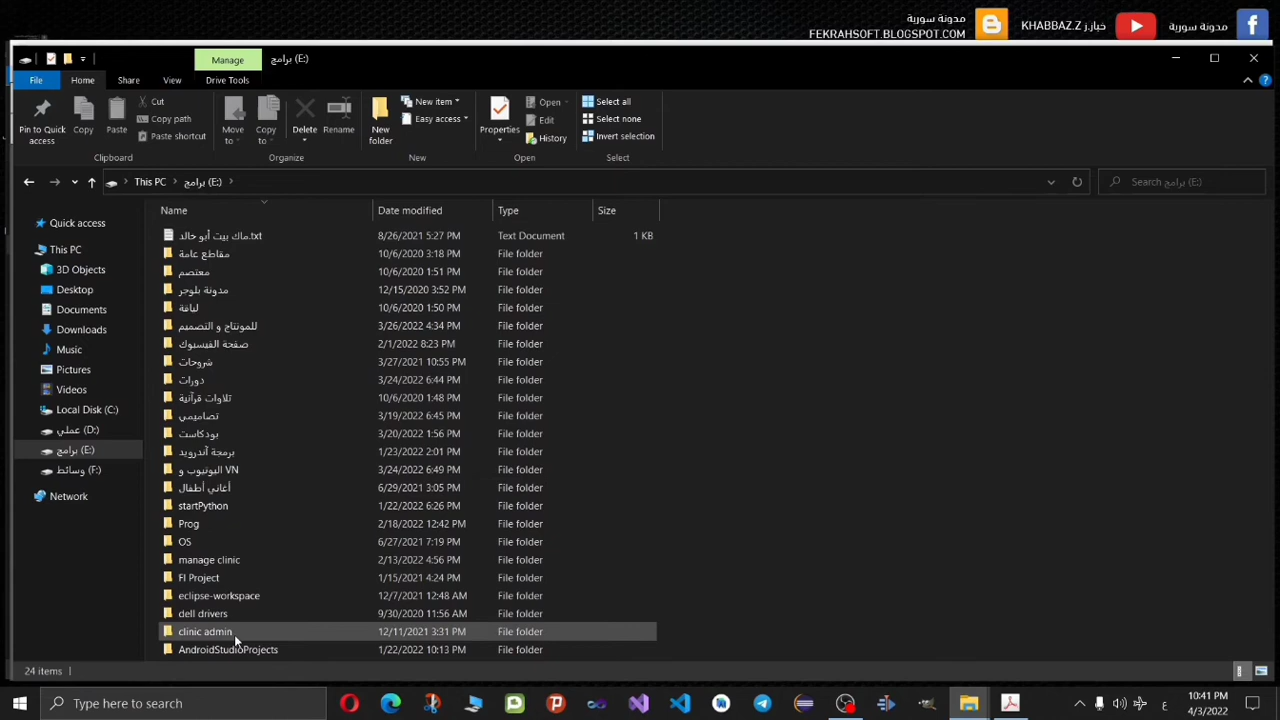 مدونة سورية
FEKRAHSOFT.BLOGSPOT.COM
KHABBAZ.Z خباز.ز
مدونة سورية
Manage
برامج (E:)
File
Home
Share
View
Drive Tools
Pin to Quick access
Copy
Paste
Cut
Copy path
Paste shortcut
Clipboard
Move to
Copy to
Delete
Rename
Organize
New folder
New item
Easy access
New
Properties
Open
Edit
History
Open
Select all
Select none
Invert selection
Select
This PC
برامج (E:)
Search برامج (E:)
Quick access
This PC
3D Objects
Desktop
Documents
Downloads
Music
Pictures
Videos
Local Disk (C:)
عملي (D:)
برامج (E:)
وسائط (F:)
Network
Name Date modified Type Size
ماك بيت أبو خالد.txt 8/26/2021 5:27 PM Text Document 1 KB
مقاطع عامة 10/6/2020 3:18 PM File folder
معتصم 10/6/2020 1:51 PM File folder
مدونة بلوجر 12/15/2020 3:52 PM File folder
لياقة 10/6/2020 1:50 PM File folder
للمونتاج و التصميم 3/26/2022 4:34 PM File folder
صفحة الفيسبوك 2/1/2022 8:23 PM File folder
شروحات 3/27/2021 10:55 PM File folder
دورات 3/24/2022 6:44 PM File folder
تلاوات قرآنية 10/6/2020 1:48 PM File folder
تصاميمي 3/19/2022 6:45 PM File folder
بودكاست 3/20/2022 1:56 PM File folder
برمجة آندرويد 1/23/2022 2:01 PM File folder
اليوتيوب و VN 3/24/2022 6:49 PM File folder
أغاني أطفال 6/29/2021 3:05 PM File folder
startPython 1/22/2022 6:26 PM File folder
Prog 2/18/2022 12:42 PM File folder
OS 6/27/2021 7:19 PM File folder
manage clinic 2/13/2022 4:56 PM File folder
FI Project 1/15/2021 4:24 PM File folder
eclipse-workspace 12/7/2021 12:48 AM File folder
dell drivers 9/30/2020 11:56 AM File folder
clinic admin 12/11/2021 3:31 PM File folder
AndroidStudioProjects 1/22/2022 10:13 PM File folder
24 items
Type here to search
ع
10:41 PM
4/3/2022